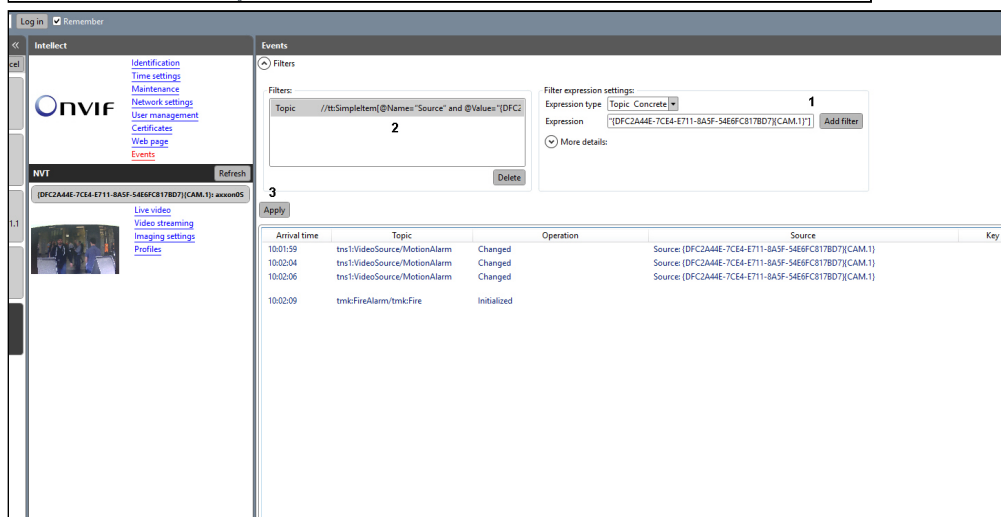 Log in Remember
cel
1.1
Intellect
ONVIF
Identification
Time settings
Maintenance
Network settings
User management
Certificates
Web page
Events
NVT Refresh
{DFC2A44E-7CE4-E711-8A5F-54E6FC817BD7}{CAM.1}: axxonOS
Live video
Video streaming
Imaging settings
Profiles
Events
Filters
Filters:
Topic //tt:SimpleItem[@Name="Source" and @Value="{DFC2
2
Delete
Filter expression settings:
Expression type Topic Concrete 1
Expression "{DFC2A44E-7CE4-E711-8A5F-54E6FC817BD7}{CAM.1}"] Add filter
More details:
3
Apply
Arrival time Topic Operation Source Key
10:01:59 tns1:VideoSource/MotionAlarm Changed Source: {DFC2A44E-7CE4-E711-8A5F-54E6FC817BD7}{CAM.1}
10:02:04 tns1:VideoSource/MotionAlarm Changed Source: {DFC2A44E-7CE4-E711-8A5F-54E6FC817BD7}{CAM.1}
10:02:06 tns1:VideoSource/MotionAlarm Changed Source: {DFC2A44E-7CE4-E711-8A5F-54E6FC817BD7}{CAM.1}
10:02:09 tmk:FireAlarm/tmk:Fire Initialized